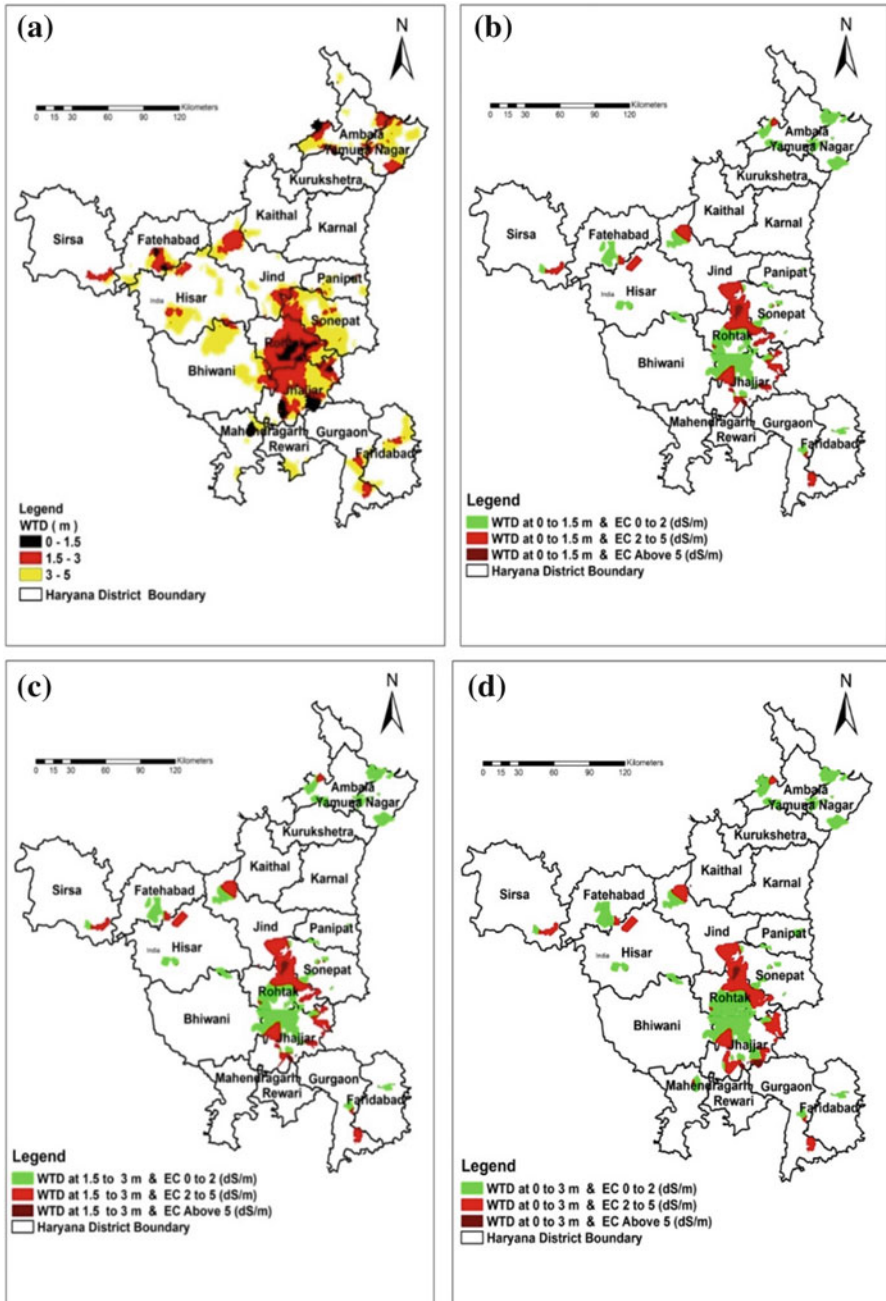 (a)
N
Kilometers
0 15 30 60 90 120
Ambala
Yamuna Nagar
Kurukshetra
Kaithal
Karnal
Sirsa
Fatehabad
Jind
Panipat
India
Hisar
Sonepat
Rohtak
Bhiwani
Jhajjar
Mahendragarh
Gurgaon
Rewari
Faridabad
Legend
WTD ( m )
0 - 1.5
1.5 - 3
3 - 5
Haryana District Boundary
(b)
N
Kilometers
0 15 30 60 90 120
Ambala
Yamuna Nagar
Kurukshetra
Kaithal
Karnal
Sirsa
Fatehabad
Jind
Panipat
India
Hisar
Sonepat
Rohtak
Bhiwani
Jhajjar
Mahendragarh
Gurgaon
Rewari
Faridabad
Legend
WTD at 0 to 1.5 m & EC 0 to 2 (dS/m)
WTD at 0 to 1.5 m & EC 2 to 5 (dS/m)
WTD at 0 to 1.5 m & EC Above 5 (dS/m)
Haryana District Boundary
(c)
N
Kilometers
0 15 30 60 90 120
Ambala
Yamuna Nagar
Kurukshetra
Kaithal
Karnal
Sirsa
Fatehabad
Jind
Panipat
India
Hisar
Sonepat
Rohtak
Bhiwani
Jhajjar
Mahendragarh
Gurgaon
Rewari
Faridabad
Legend
WTD at 1.5 to 3 m & EC 0 to 2 (dS/m)
WTD at 1.5 to 3 m & EC 2 to 5 (dS/m)
WTD at 1.5 to 3 m & EC Above 5 (dS/m)
Haryana District Boundary
(d)
N
Kilometers
0 15 30 60 90 120
Ambala
Yamuna Nagar
Kurukshetra
Kaithal
Karnal
Sirsa
Fatehabad
Jind
Panipat
India
Hisar
Sonepat
Rohtak
Bhiwani
Jhajjar
Mahendragarh
Gurgaon
Rewari
Faridabad
Legend
WTD at 0 to 3 m & EC 0 to 2 (dS/m)
WTD at 0 to 3 m & EC 2 to 5 (dS/m)
WTD at 0 to 3 m & EC Above 5 (dS/m)
Haryana District Boundary